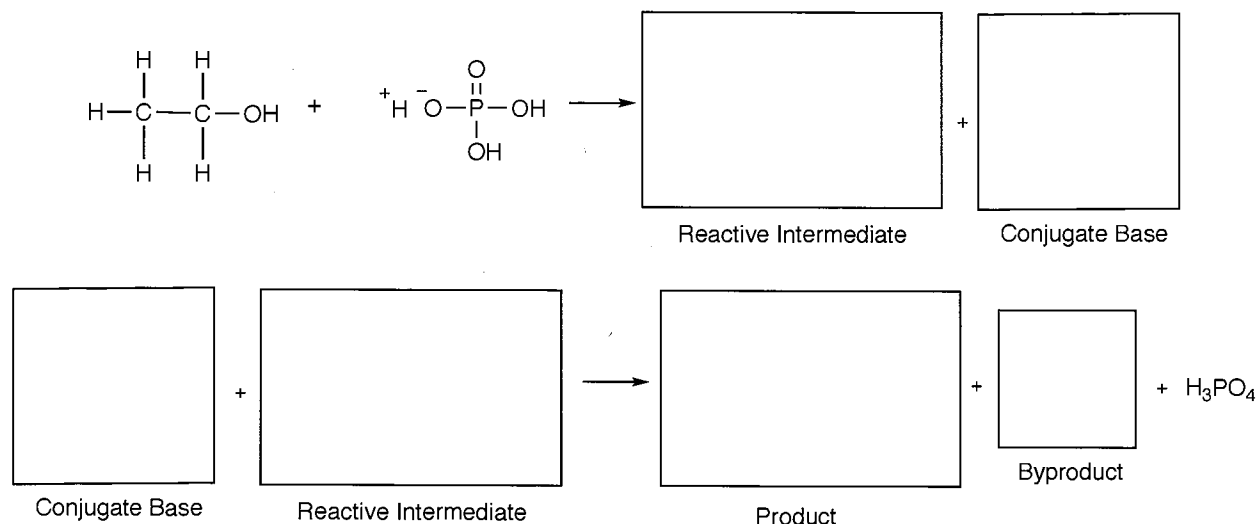 H H O
H C C OH + + H - O P OH
H H OH
+
Reactive Intermediate Conjugate Base
+ + + H₃PO₄
Byproduct
Conjugate Base Reactive Intermediate Product